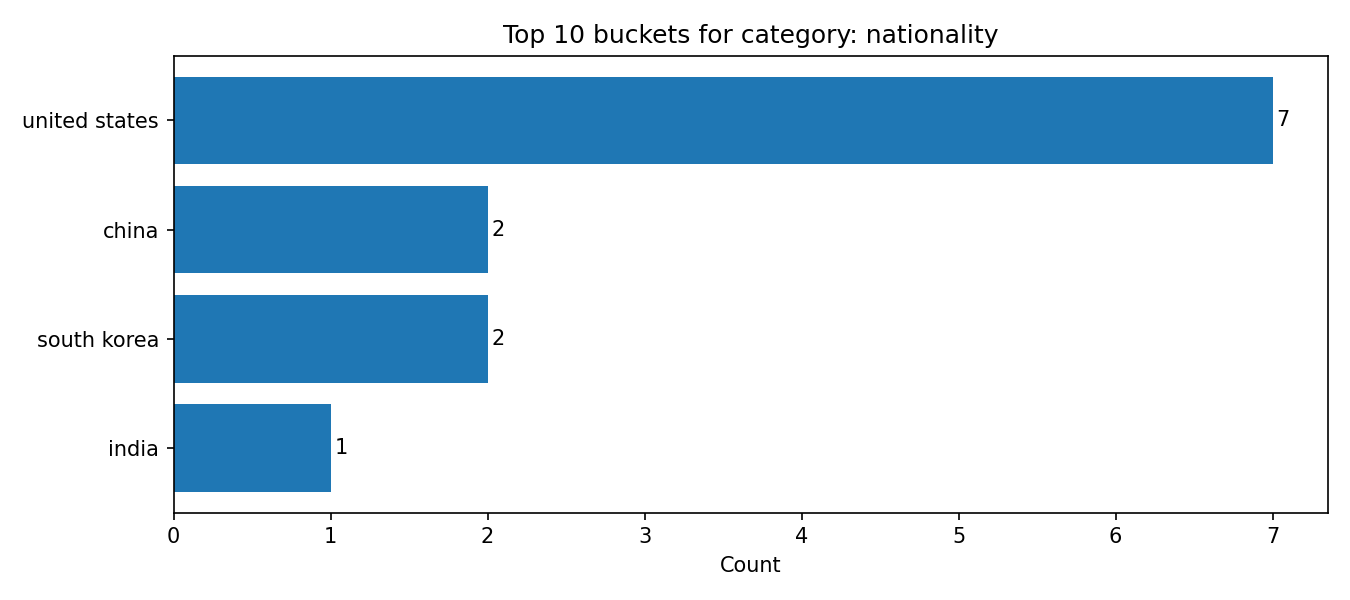 Top 10 buckets for category: nationality
united states
7
china
2
south korea
2
india
1
0 1 2 3 4 5 6 7
Count